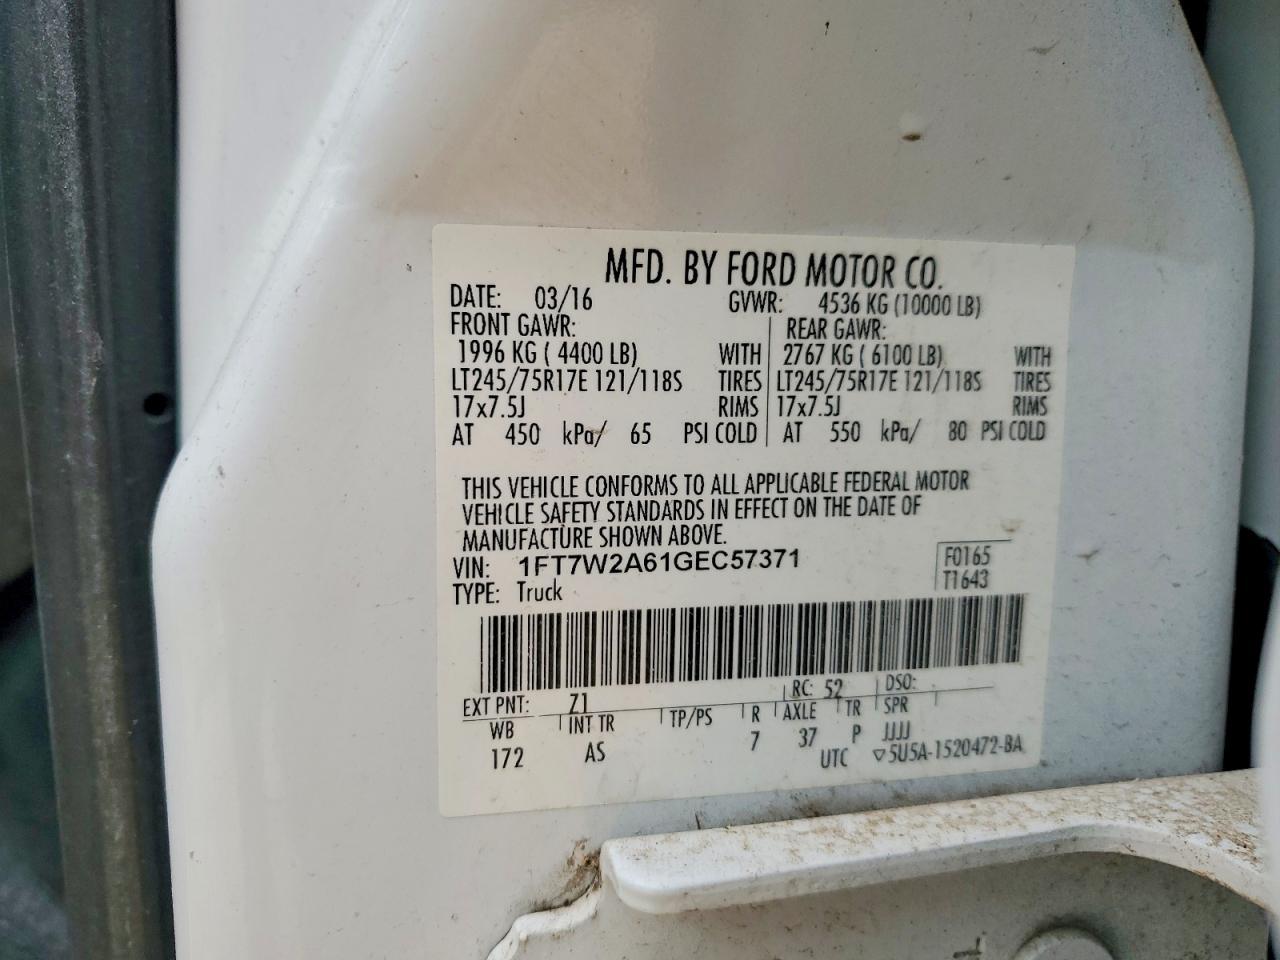 MFD. BY FORD MOTOR CO.
DATE: 03/16 GVWR: 4536 KG (10000 LB)
FRONT GAWR: REAR GAWR:
1996 KG ( 4400 LB) WITH 2767 KG ( 6100 LB) WITH
LT245/75R17E 121/118S TIRES LT245/75R17E 121/118S TIRES
17x7.5J RIMS 17x7.5J RIMS
AT 450 kPa/ 65 PSI COLD AT 550 kPa/ 80 PSI COLD
THIS VEHICLE CONFORMS TO ALL APPLICABLE FEDERAL MOTOR
VEHICLE SAFETY STANDARDS IN EFFECT ON THE DATE OF
MANUFACTURE SHOWN ABOVE.
VIN: 1FT7W2A61GEC57371 F0165
TYPE: Truck T1643
EXT PNT: Z1 RC: 52 DSO:
WB INT TR TP/PS R AXLE TR SPR
172 AS 7 37 P JJJJ
UTC ▽5U5A-1520472-BA